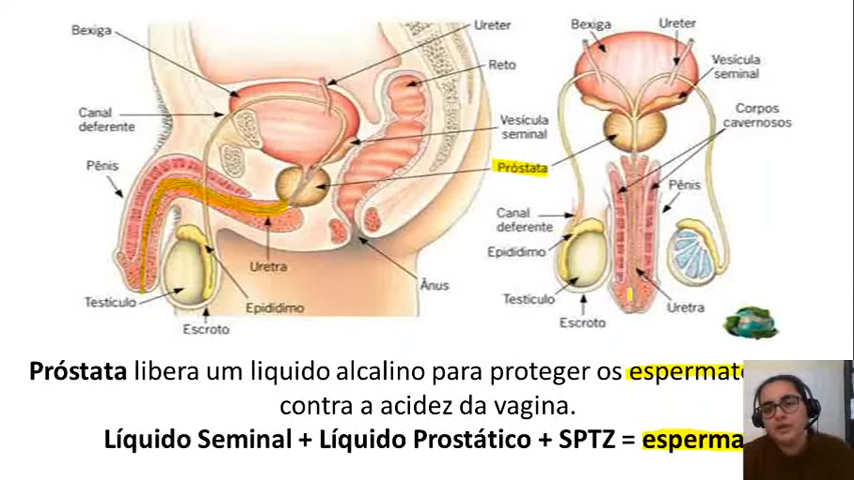 Bexiga
Ureter
Reto
Canal
deferente
Vesícula
seminal
Pênis
Próstata
Uretra
Ânus
Testículo
Epidídimo
Escroto
Bexiga
Ureter
Vesícula
seminal
Corpos
cavernosos
Pênis
Canal
deferente
Epidídimo
Testículo
Uretra
Escroto
Próstata libera um liquido alcalino para proteger os espermato
contra a acidez da vagina.
Líquido Seminal + Líquido Prostático + SPTZ = esperma